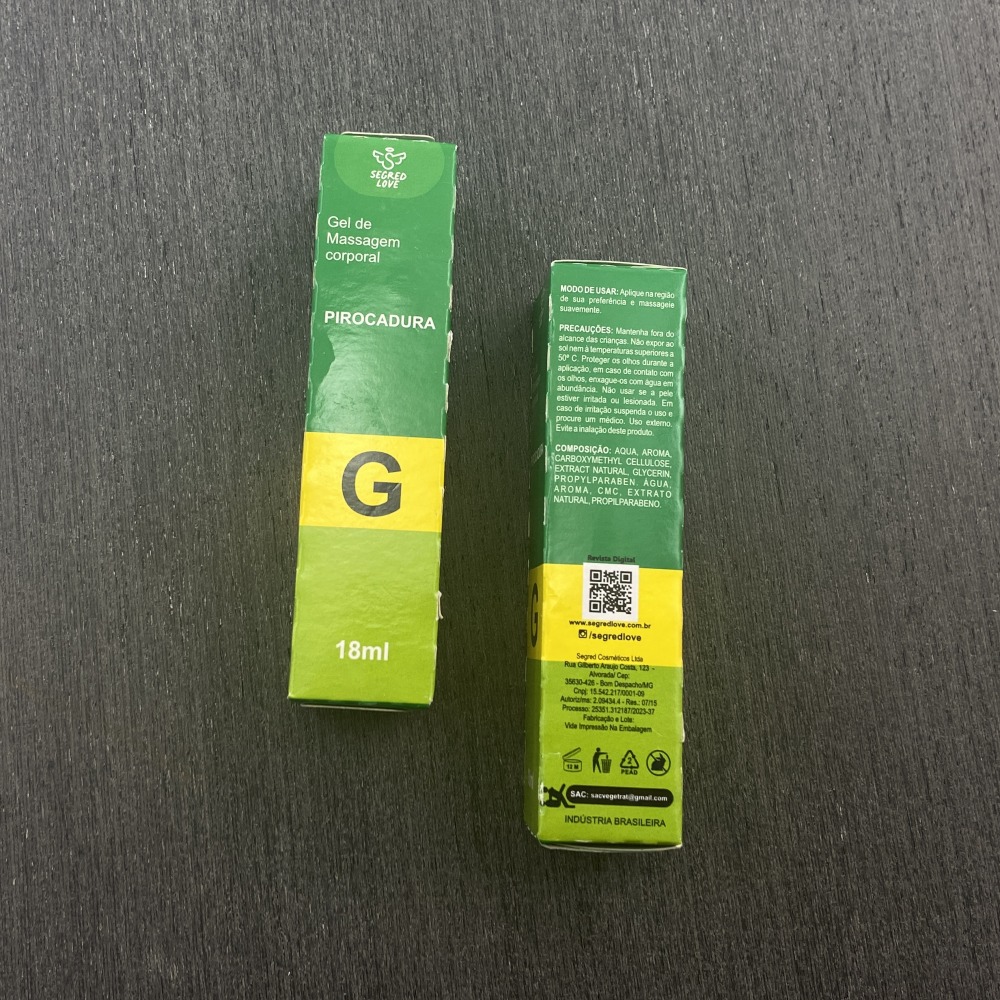 SEGRED
LOVE
Gel de
Massagem
corporal
PIROCADURA
G
18ml
MODO DE USAR: Aplique na região
de sua preferência e massageie
suavemente.
PRECAUÇÕES: Mantenha fora do
alcance das crianças. Não expor ao
sol nem à temperaturas superiores a
50º C. Proteger os olhos durante a
aplicação, em caso de contato com
os olhos, enxague-os com água em
abundância. Não usar se a pele
estiver irritada ou lesionada. Em
caso de irritação suspenda o uso e
procure um médico. Uso externo.
Evite a inalação deste produto.
COMPOSIÇÃO: AQUA, AROMA,
CARBOXYMETHYL CELLULOSE,
EXTRACT NATURAL, GLYCERIN,
PROPYLPARABEN. ÁGUA,
AROMA, CMC, EXTRATO
NATURAL, PROPILPARABENO.
Revista Digital
www.segredlove.com.br
/segredlove
G
Segred Cosméticos Ltda
Rua Gilberto Araujo Costa, 123 -
Alvorada/ Cep:
35630-426 - Bom Despacho/MG
Cnpj: 15.542.217/0001-09
Autoriz/ms: 2.09434.4 - Res.: 07/15
Processo: 25351.312187/2023-37
Fabricação e Lote:
Vide Impressão Na Embalagem
12 M
2
PEAD
SAC: sacvegetrat@gmail.com
INDÚSTRIA BRASILEIRA